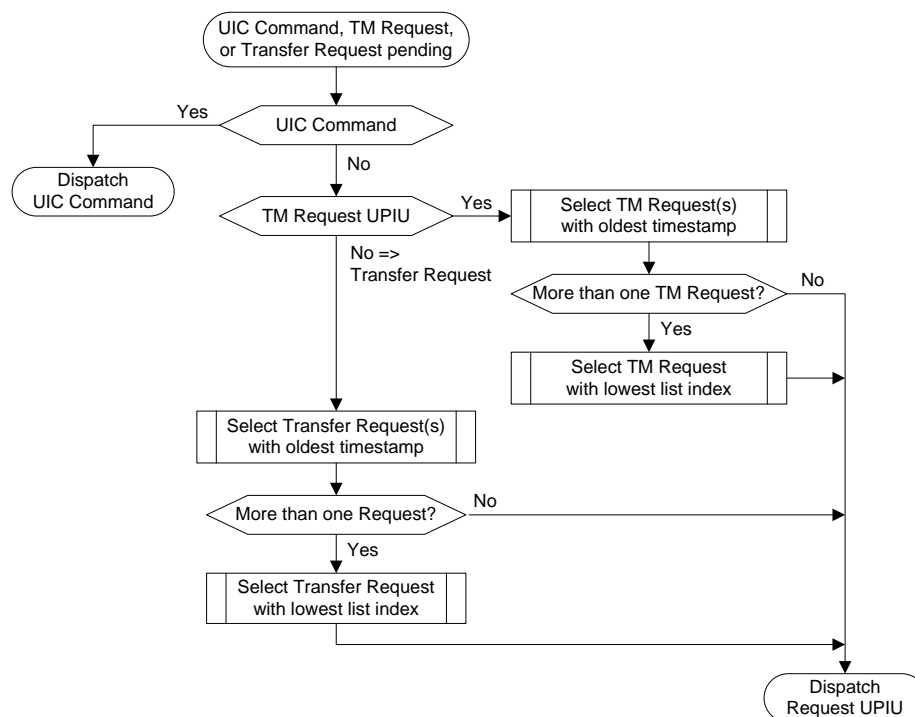 UIC Command, TM Request,
or Transfer Request pending
Yes
UIC Command
No
Dispatch
UIC Command
TM Request UPIU
Yes
Select TM Request(s)
with oldest timestamp
No =>
Transfer Request
More than one TM Request?
No
Yes
Select TM Request
with lowest list index
Select Transfer Request(s)
with oldest timestamp
More than one Request?
No
Yes
Select Transfer Request
with lowest list index
Dispatch
Request UPIU